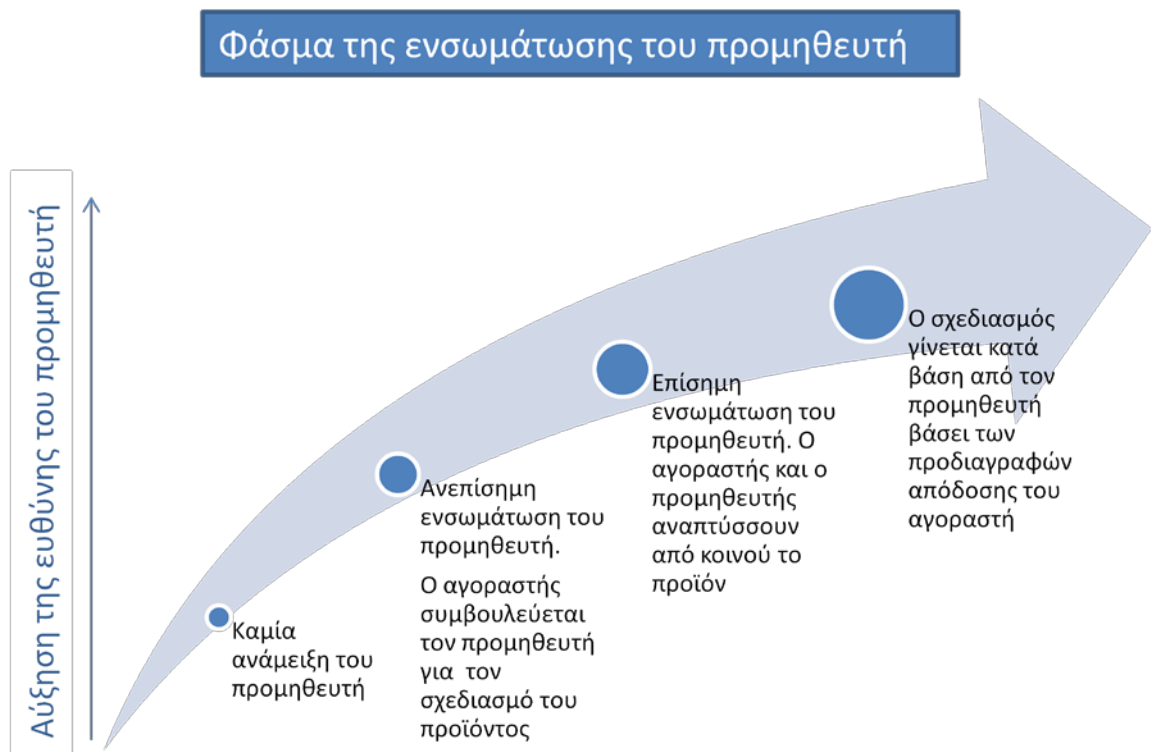 Φάσμα της ενσωμάτωσης του προμηθευτή
Αύξηση της ευθύνης του προμηθευτή
Καμία
ανάμειξη του
προμηθευτή
Ανεπίσημη
ενσωμάτωση του
προμηθευτή.
Ο αγοραστής
συμβουλεύεται
τον προμηθευτή
για τον
σχεδιασμό του
προϊόντος
Επίσημη
ενσωμάτωση του
προμηθευτή. Ο
αγοραστής και ο
προμηθευτής
αναπτύσσουν
από κοινού το
προϊόν
Ο σχεδιασμός
γίνεται κατά
βάση από τον
προμηθευτή
βάσει των
προδιαγραφών
απόδοσης του
αγοραστή